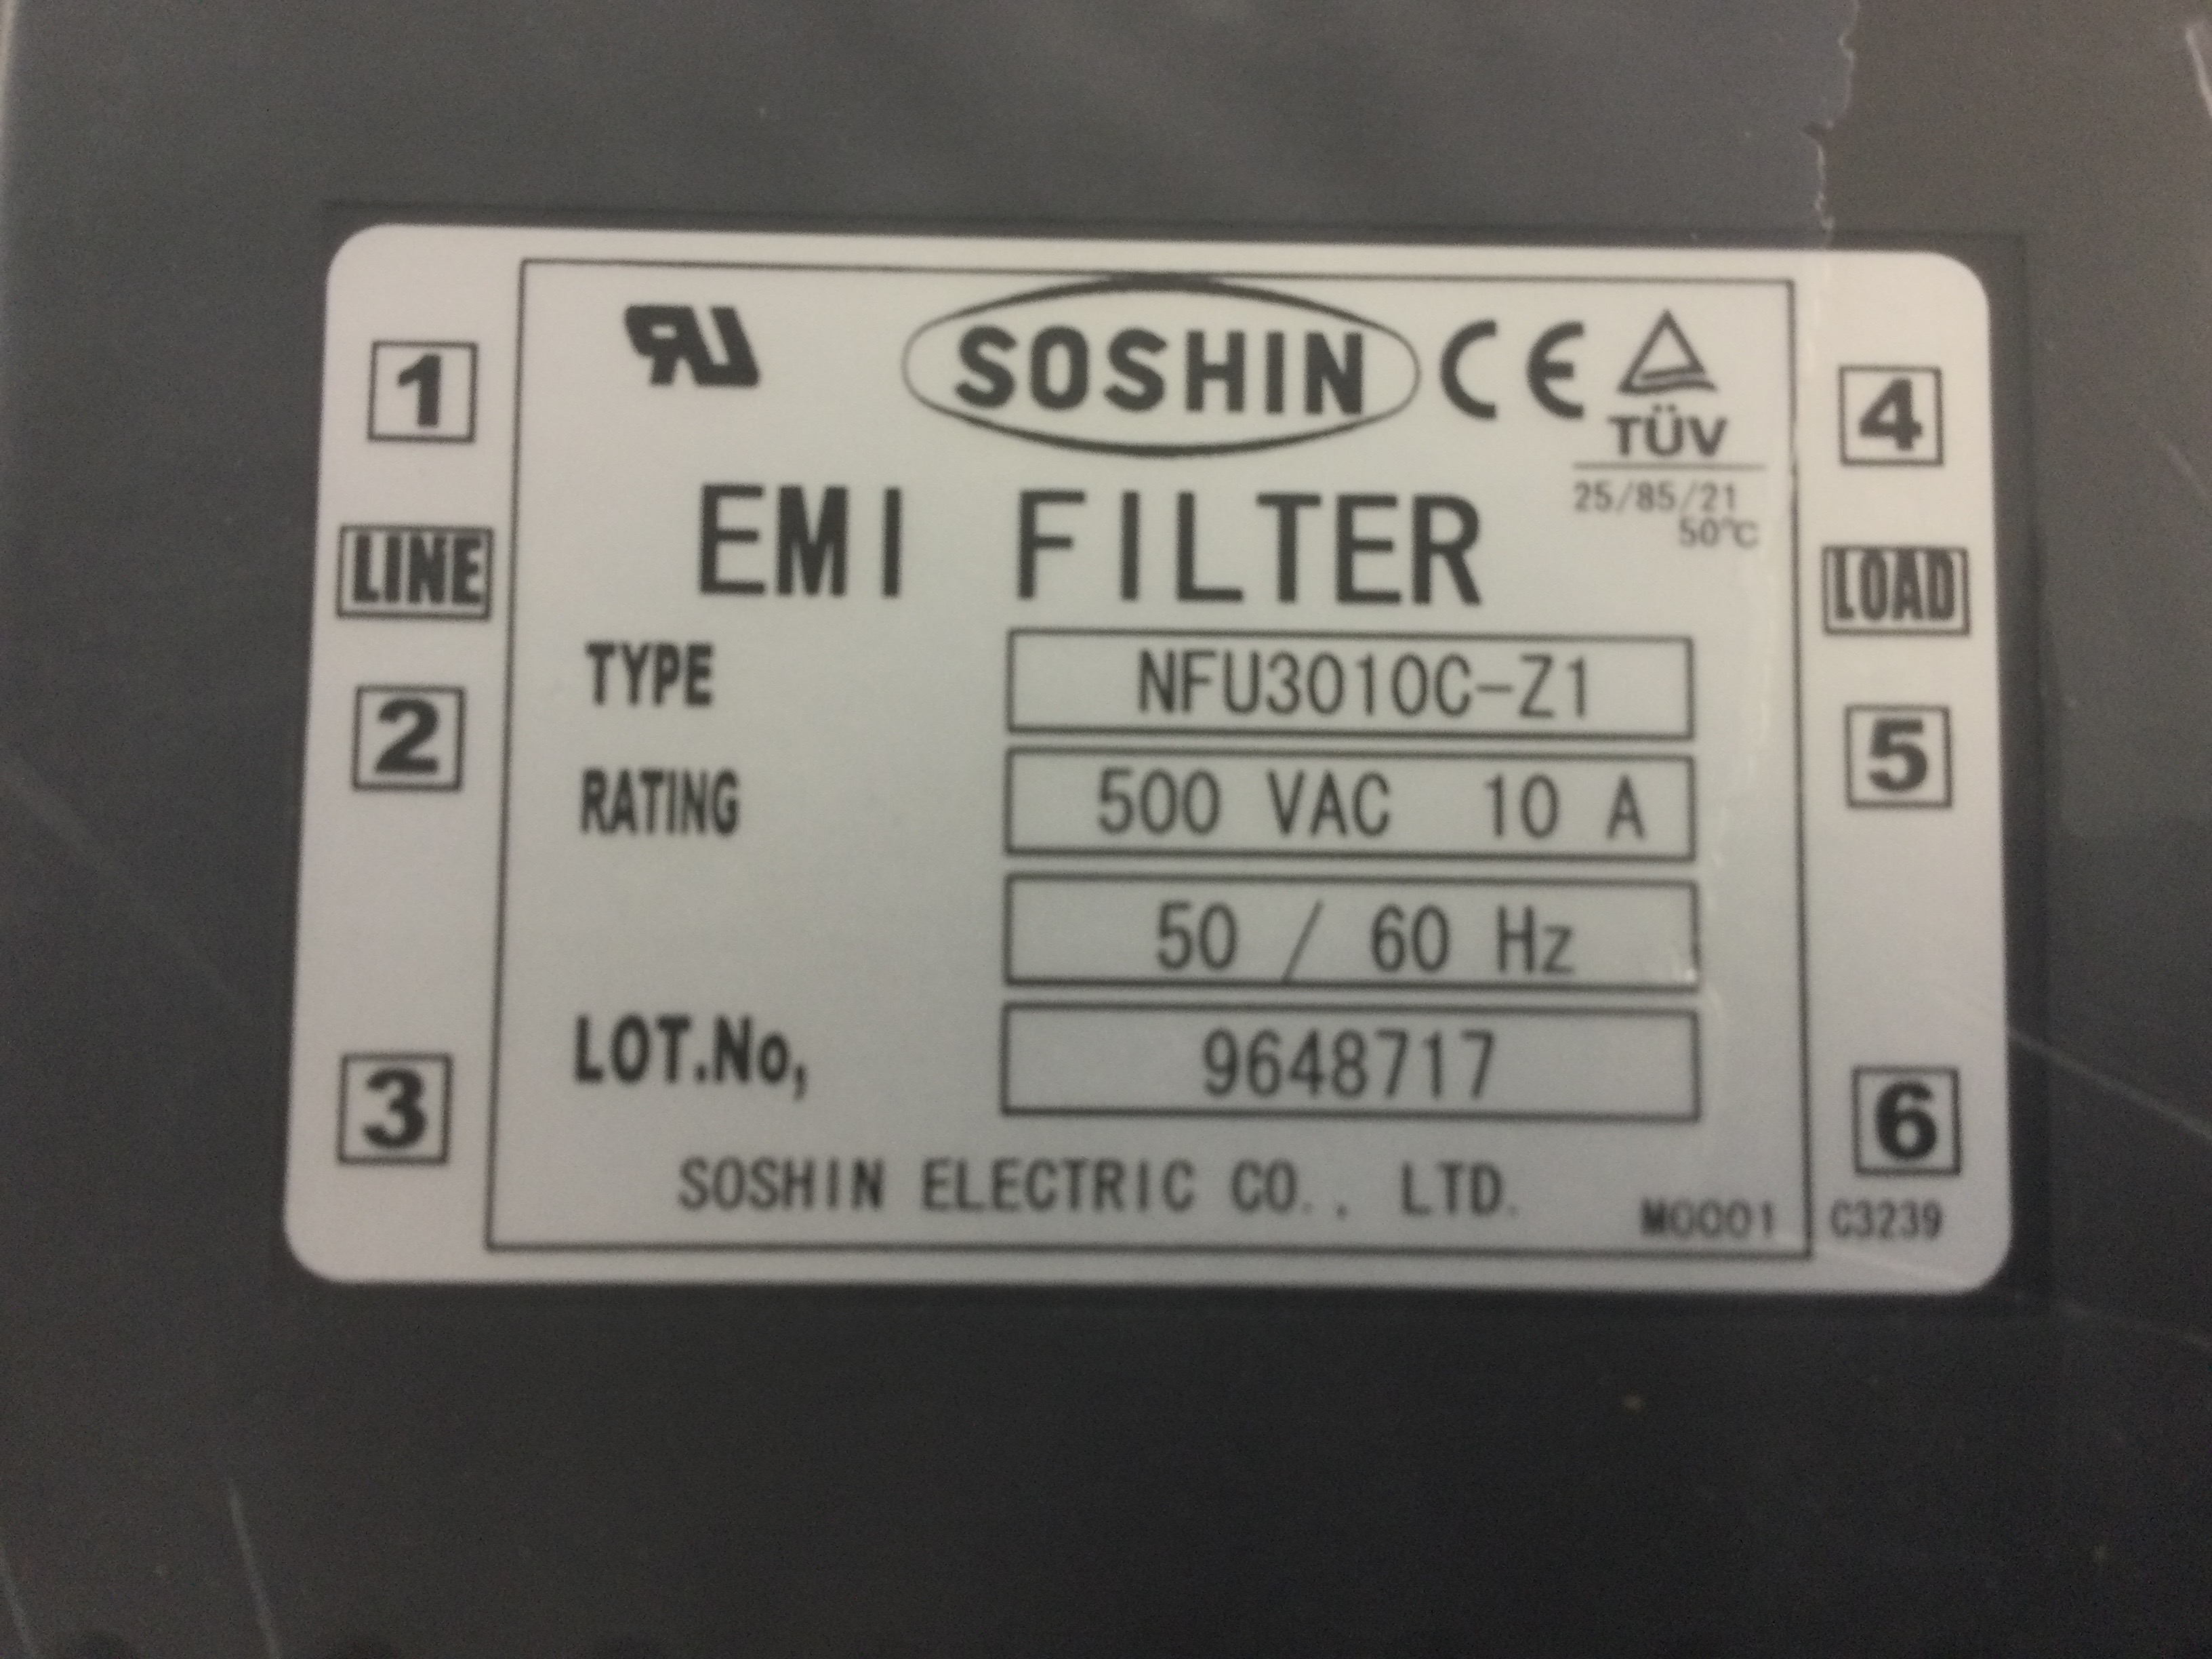 SOSHIN CE
TÜV
25/85/21
50℃
EMI FILTER
1
LINE
2
3
TYPE NFU3010C-Z1
RATING 500 VAC 10 A
50 / 60 Hz
LOT.No, 9648717
SOSHIN ELECTRIC CO., LTD.
M0001
4
LOAD
5
6
C3239